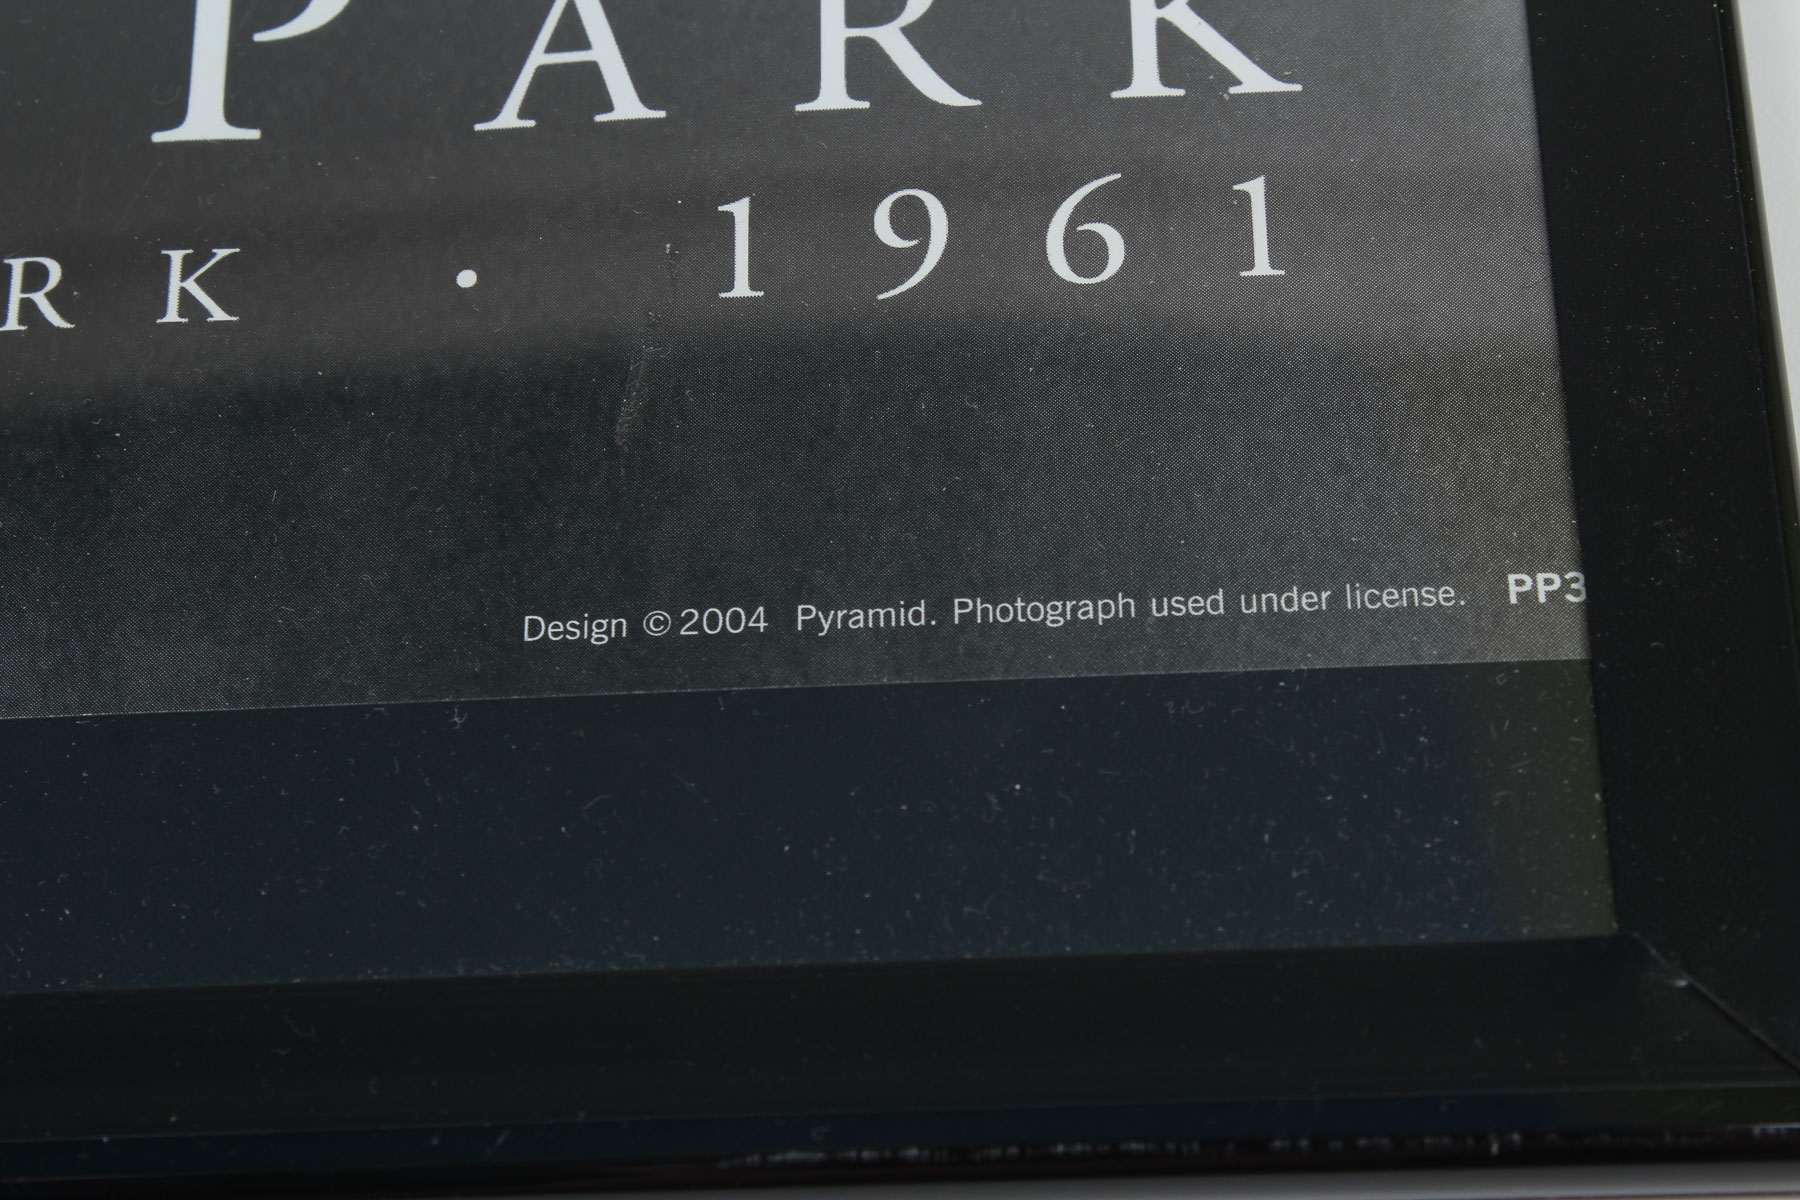 PARK
RK · 1961
Design © 2004 Pyramid. Photograph used under license. PP3